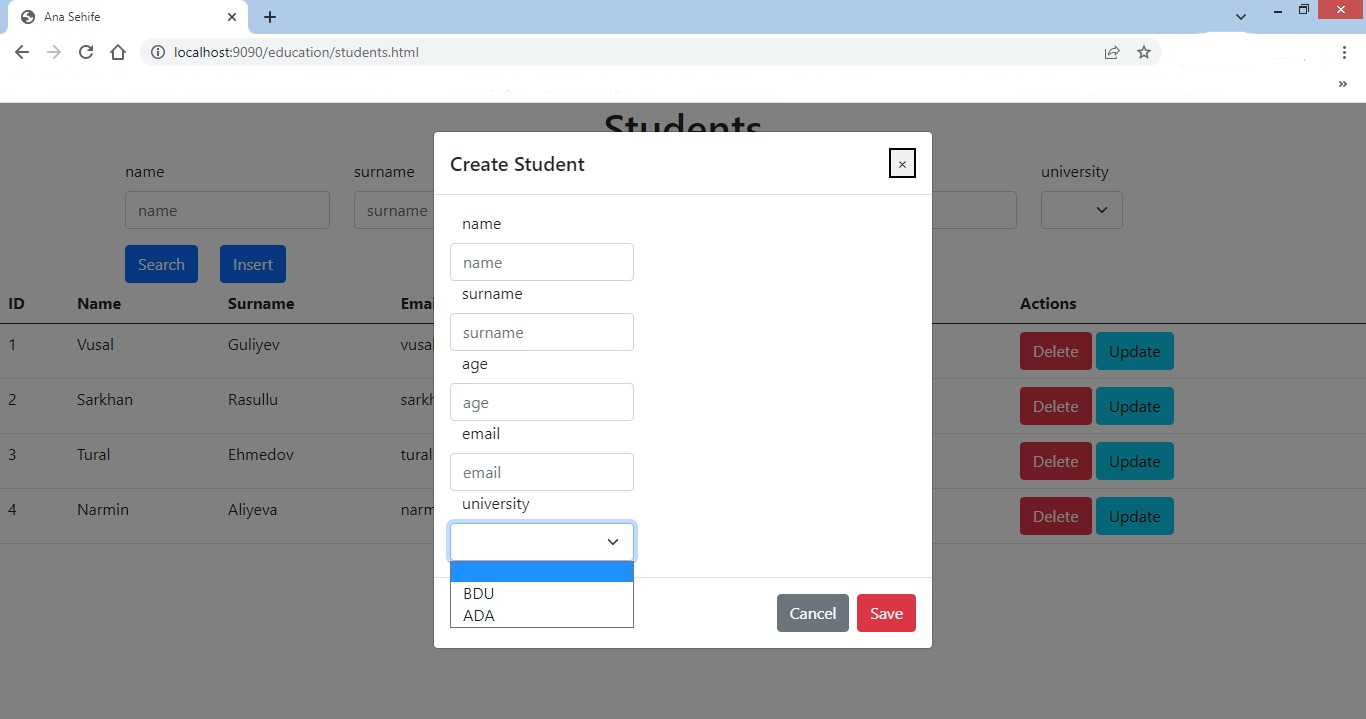 Ana Sehife
localhost:9090/education/students.html
Students
name
surname
university
name
surname
Search
Insert
ID Name Surname Emai Actions
1 Vusal Guliyev vusal Delete Update
2 Sarkhan Rasullu sarkh Delete Update
3 Tural Ehmedov tural Delete Update
4 Narmin Aliyeva narm Delete Update
Create Student
×
name
name
surname
surname
age
age
email
email
university
BDU
ADA
Cancel
Save